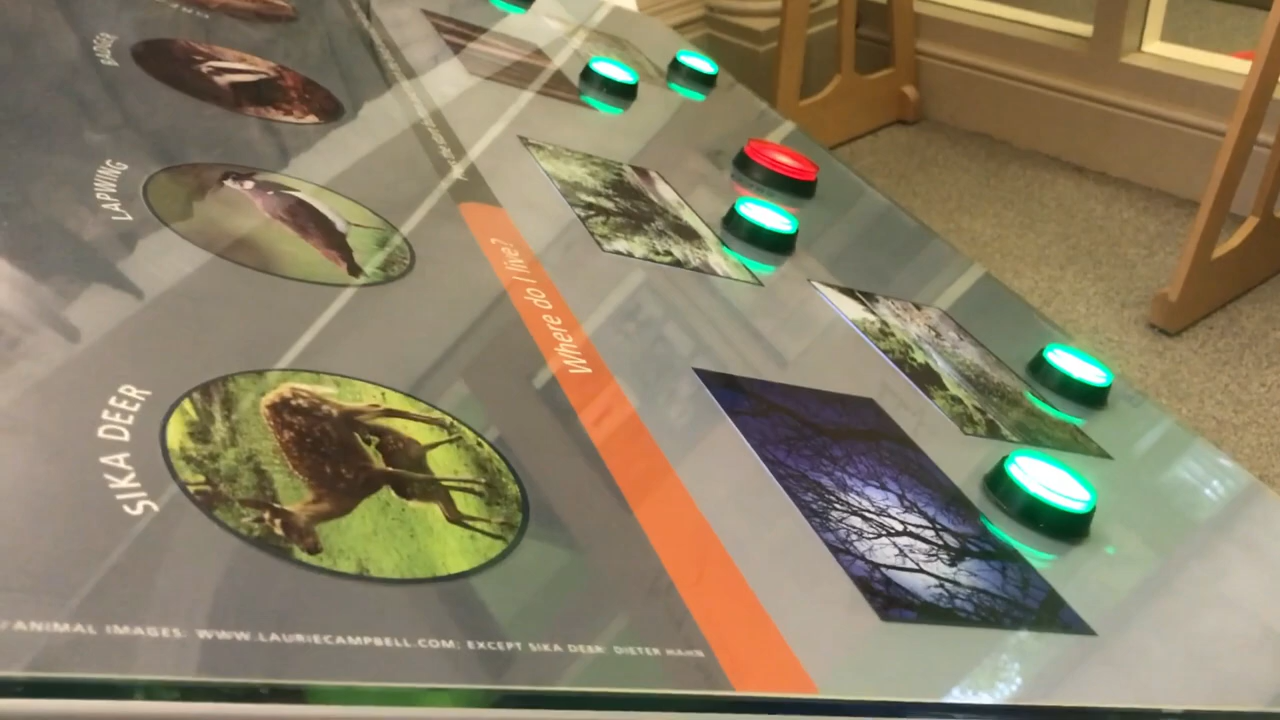 BADGER
LAPWING
SIKA DEER
Where do I live?
ANIMAL IMAGES: WWW.LAURIECAMPBELL.COM; EXCEPT SIKA DEER: DIETER HAHN